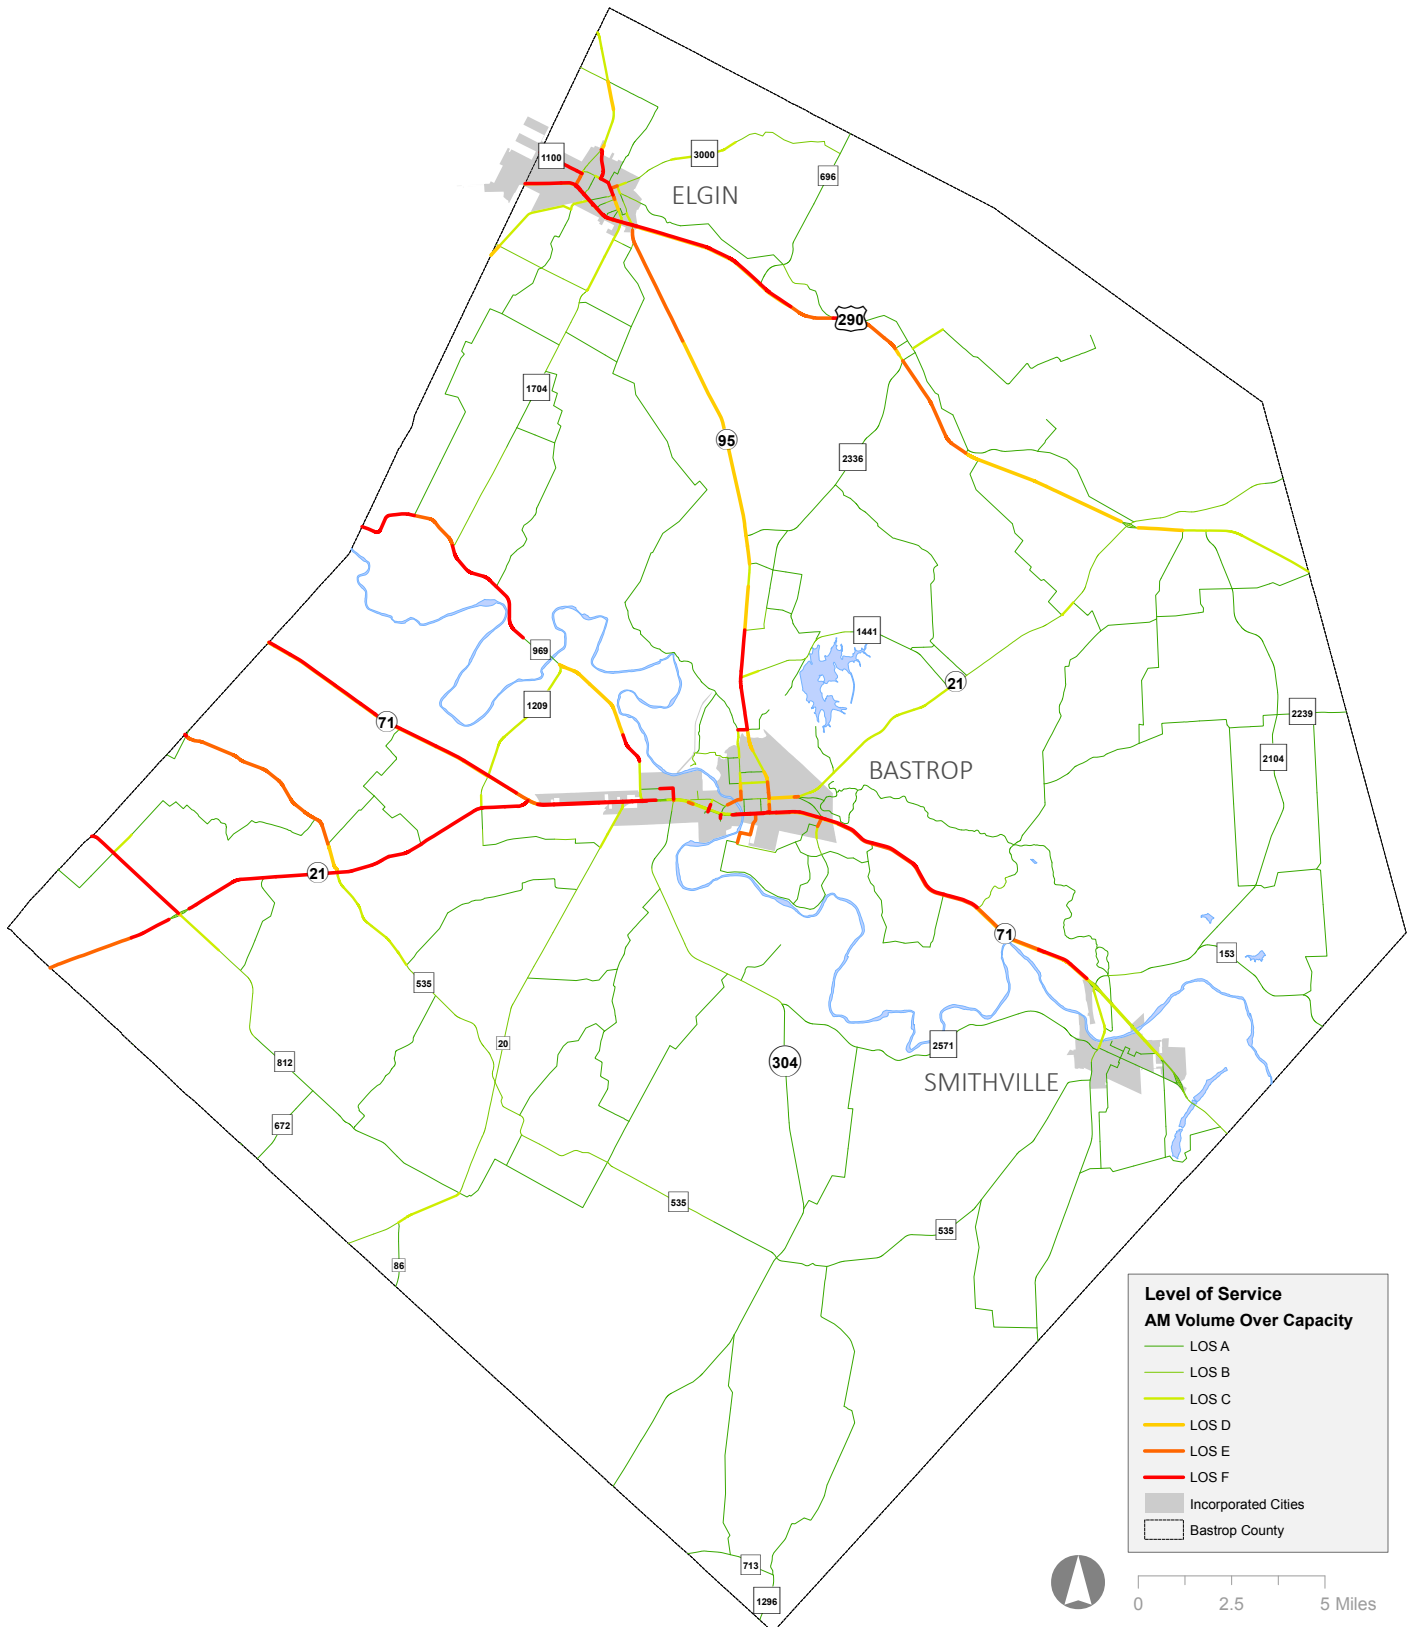 1100
3000
696
ELGIN
290
1704
95
2336
1441
969
21
1209
2239
71
2104
BASTROP
21
71
153
535
20
2571
304
812
SMITHVILLE
672
535
535
86
713
1296
Level of Service
AM Volume Over Capacity
LOS A
LOS B
LOS C
LOS D
LOS E
LOS F
Incorporated Cities
Bastrop County
0 2.5 5 Miles